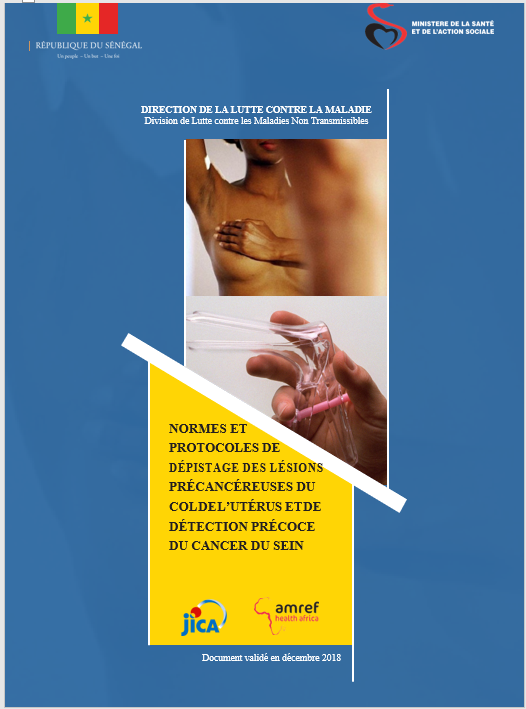 RÉPUBLIQUE DU SÉNÉGAL
Un peuple – Un but – Une foi
MINISTERE DE LA SANTÉ
ET DE L'ACTION SOCIALE
DIRECTION DE LA LUTTE CONTRE LA MALADIE
Division de Lutte contre les Maladies Non Transmissibles
NORMES ET
PROTOCOLES DE
DÉPISTAGE DES LÉSIONS
PRÉCANCÉREUSES DU
COLDEL’UTÉRUS ETDE
DÉTECTION PRÉCOCE
DU CANCER DU SEIN
jICA
amref
health africa
Document validé en décembre 2018